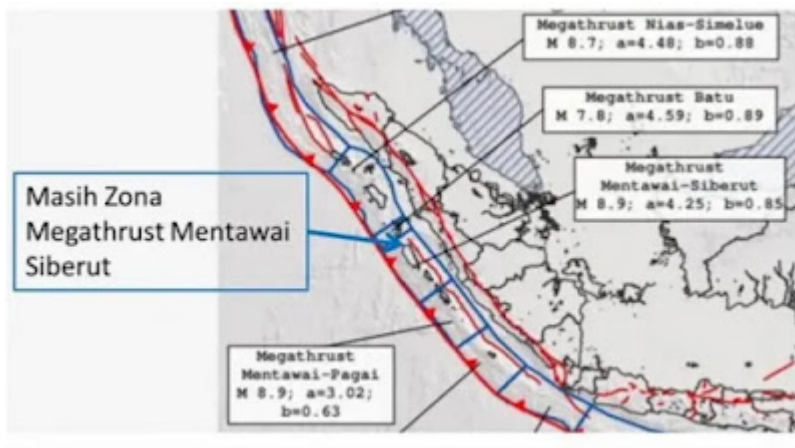 Megathrust Nias-Simelue
M 8.7; a=4.48; b=0.88
Megathrust Batu
M 7.8; a=4.59; b=0.89
Megathrust
Mentawai-Siberut
M 8.9; a=4.25; b=0.85
Masih Zona
Megathrust Mentawai
Siberut
Megathrust
Mentawai-Pagai
M 8.9; a=3.02;
b=0.63